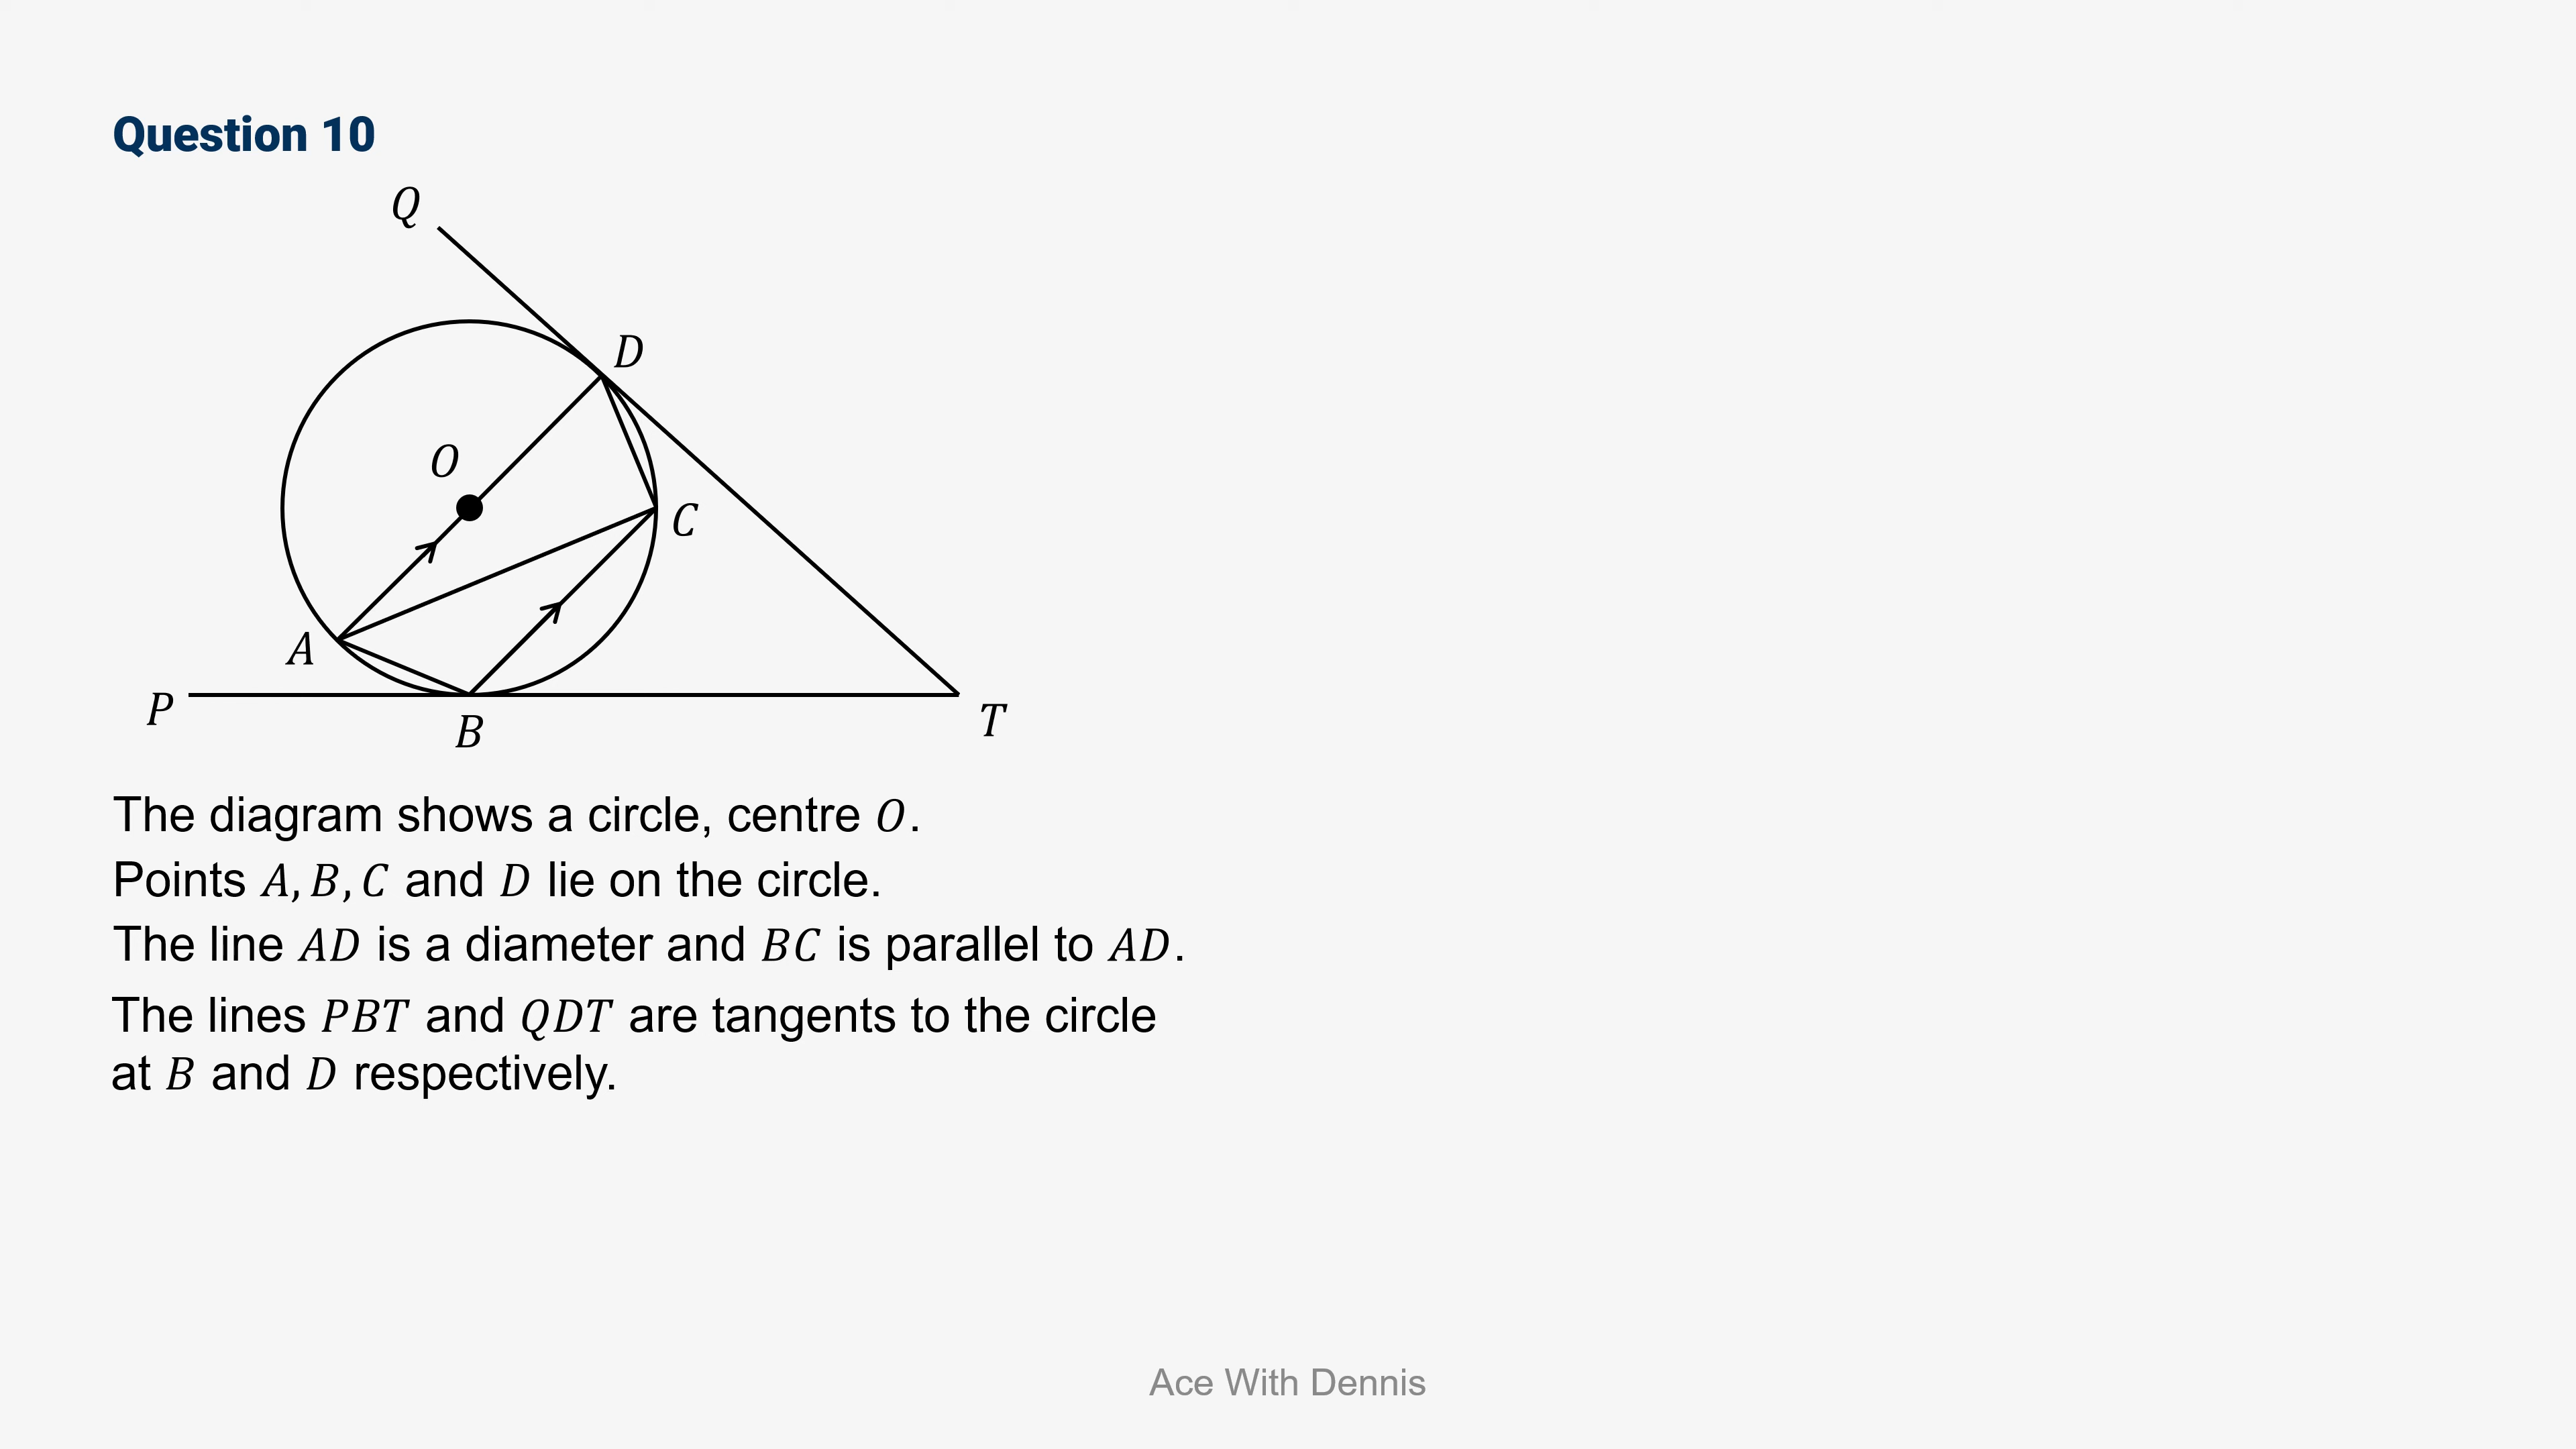 Question 10
Q
D
O
C
A
P
B
T
The diagram shows a circle, centre O.
Points A, B, C and D lie on the circle.
The line AD is a diameter and BC is parallel to AD.
The lines PBT and QDT are tangents to the circle
at B and D respectively.
Ace With Dennis